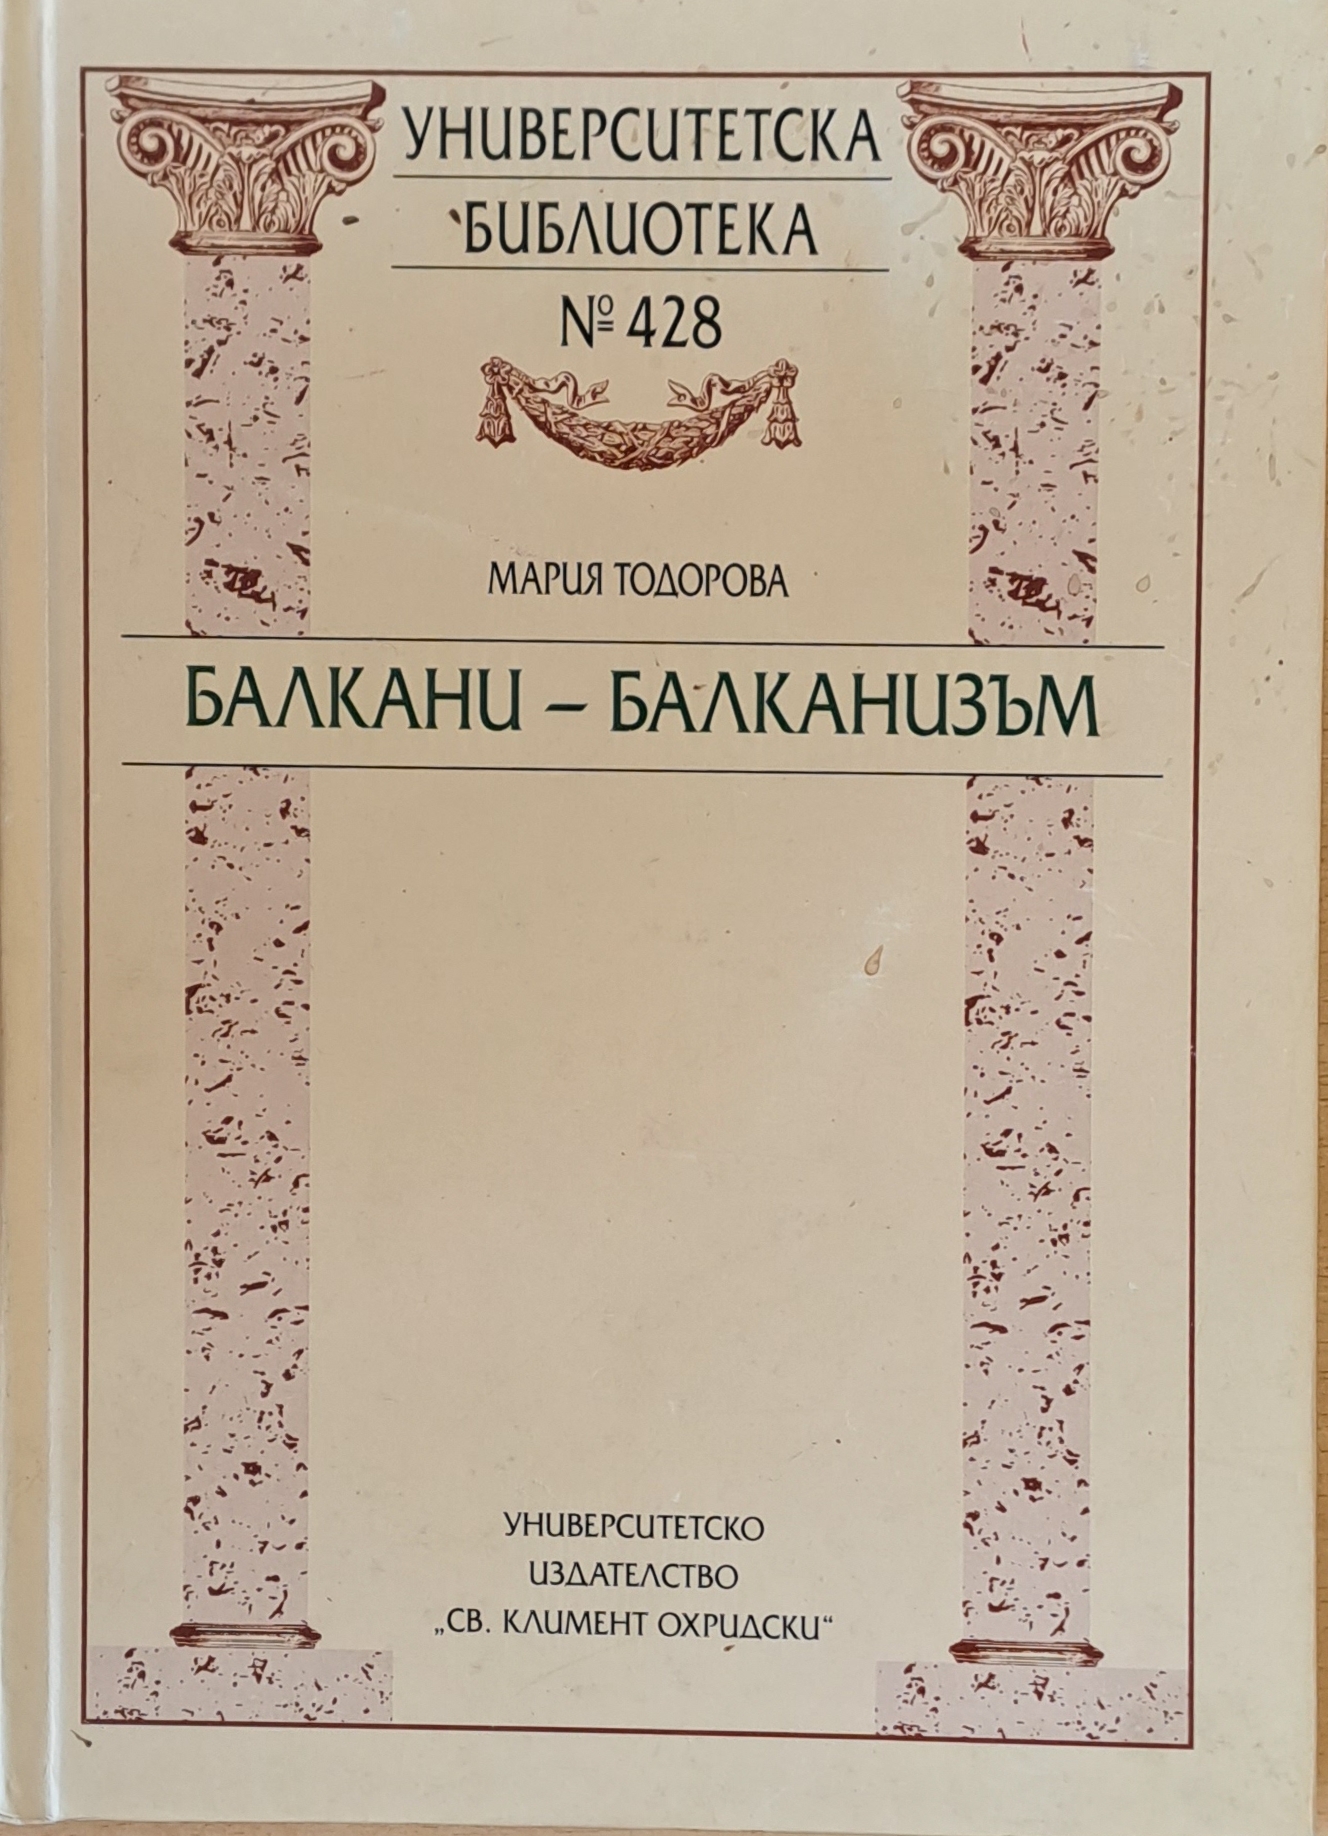 УНИВЕРСИТЕТСКА
БИБЛИОТЕКА
№ 428
МАРИЯ ТОДОРОВА
БАЛКАНИ – БАЛКАНИЗЪМ
УНИВЕРСИТЕТСКО
ИЗДАТЕЛСТВО
„СВ. КЛИМЕНТ ОХРИДСКИ“